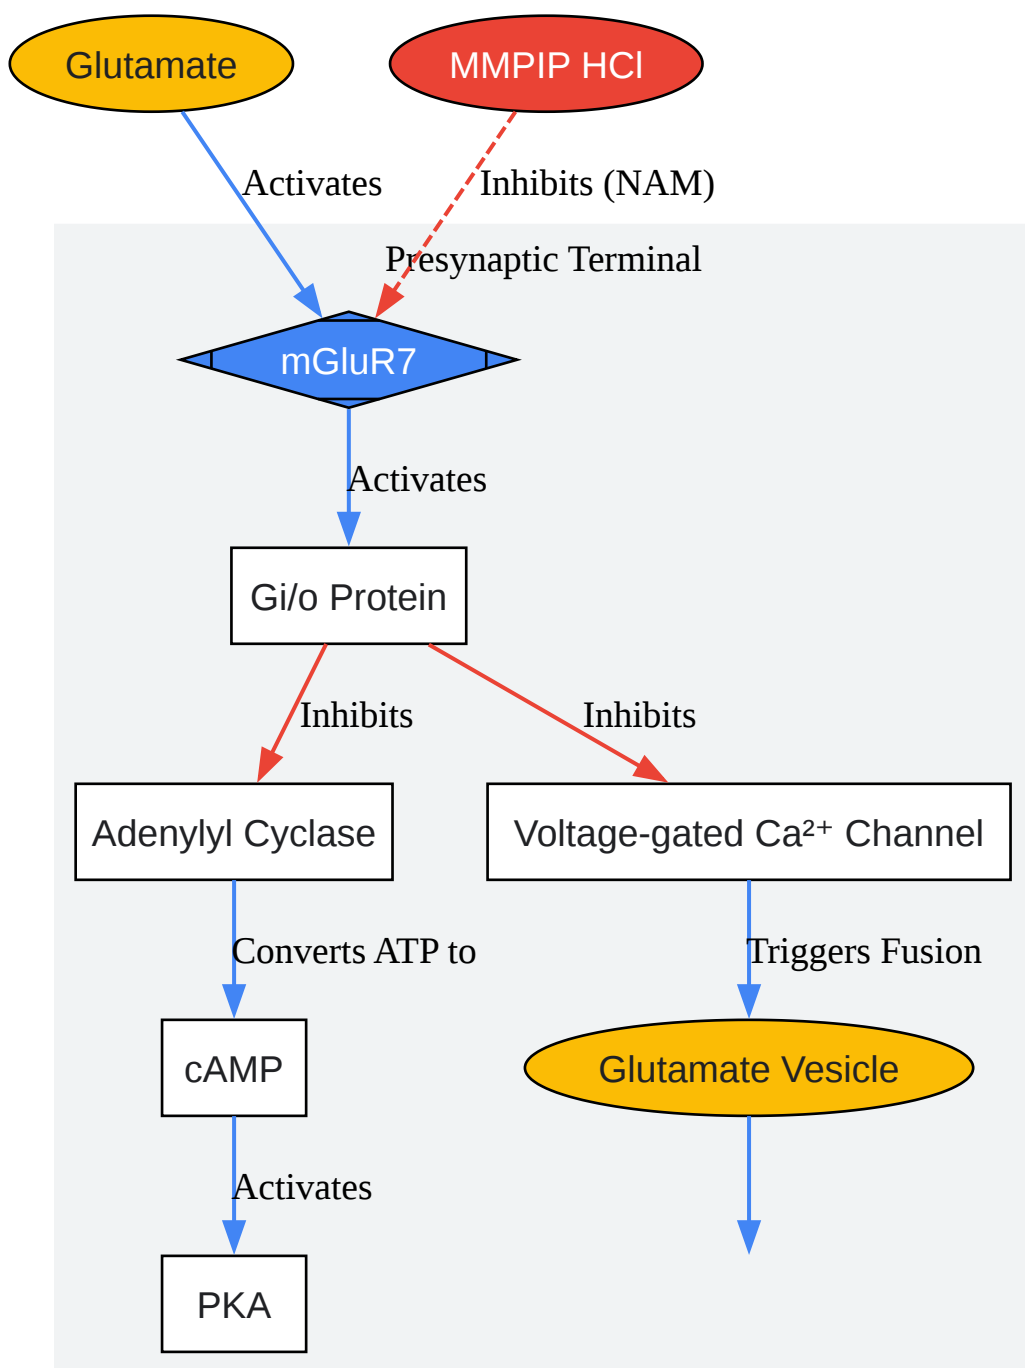 Glutamate
MMPIP HCl
Activates
Inhibits (NAM)
Presynaptic Terminal
mGluR7
Activates
Gi/o Protein
Inhibits
Inhibits
Adenylyl Cyclase
Voltage-gated Ca²⁺ Channel
Converts ATP to
Triggers Fusion
cAMP
Glutamate Vesicle
Activates
PKA